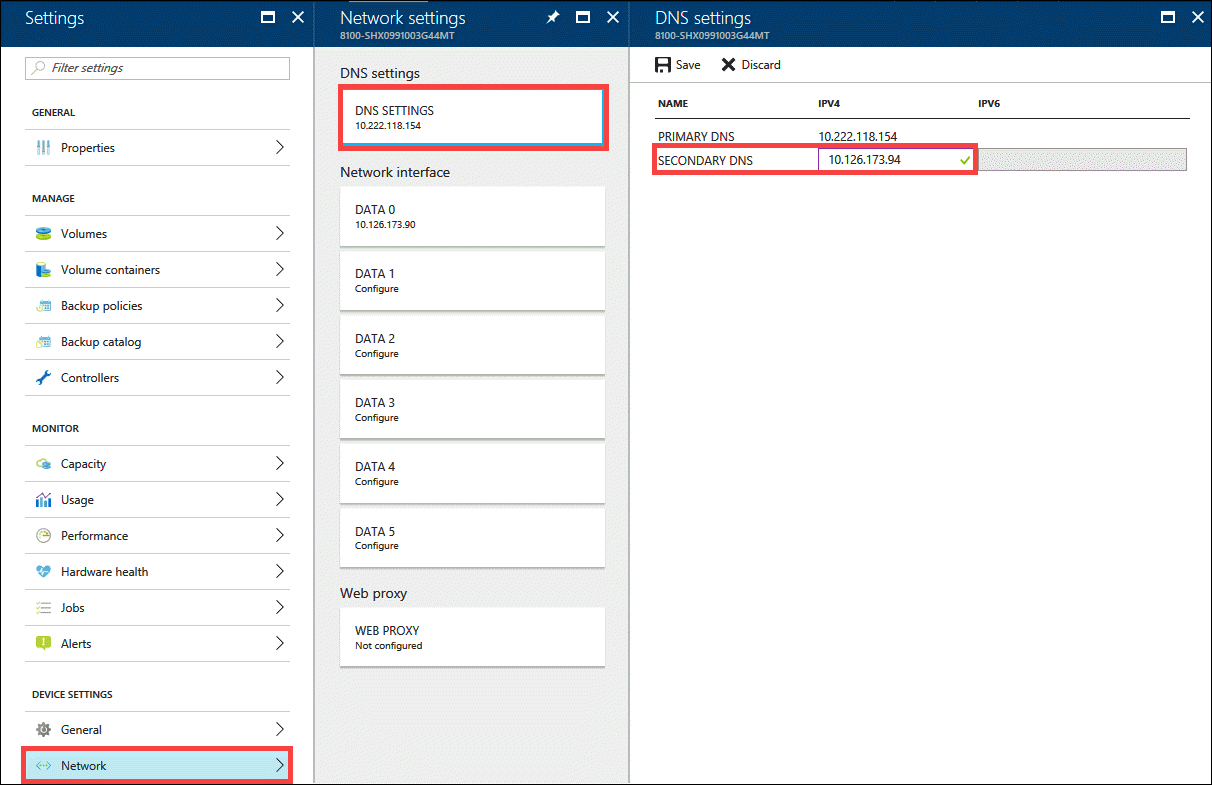 Settings
Filter settings
GENERAL
Properties
MANAGE
Volumes
Volume containers
Backup policies
Backup catalog
Controllers
MONITOR
Capacity
Usage
Performance
Hardware health
Jobs
Alerts
DEVICE SETTINGS
General
Network
Network settings
8100-SHX0991003G44MT
DNS settings
DNS SETTINGS
10.222.118.154
Network interface
DATA 0
10.126.173.90
DATA 1
Configure
DATA 2
Configure
DATA 3
Configure
DATA 4
Configure
DATA 5
Configure
Web proxy
WEB PROXY
Not configured
DNS settings
8100-SHX0991003G44MT
Save Discard
NAME IPV4 IPV6
PRIMARY DNS 10.222.118.154
SECONDARY DNS 10.126.173.94